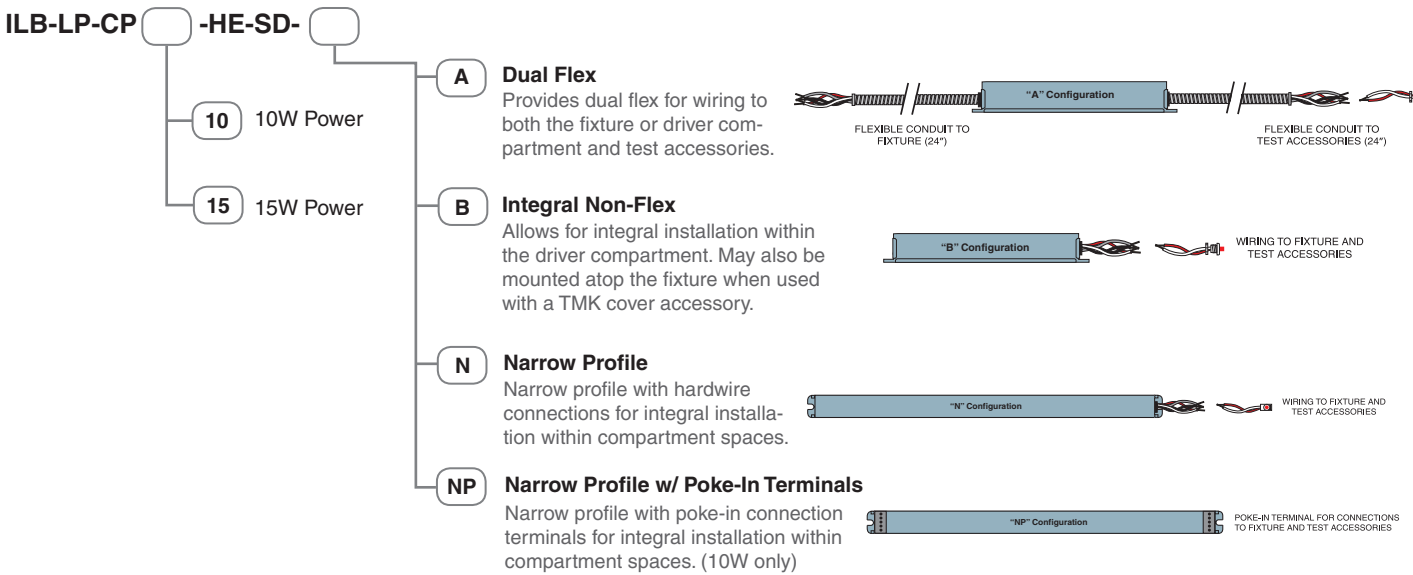 ILB-LP-CP -HE-SD-
10 10W Power
15 15W Power
A Dual Flex
Provides dual flex for wiring to
both the fixture or driver com-
partment and test accessories.
"A" Configuration
FLEXIBLE CONDUIT TO
FIXTURE (24")
FLEXIBLE CONDUIT TO
TEST ACCESSORIES (24")
B Integral Non-Flex
Allows for integral installation within
the driver compartment. May also be
mounted atop the fixture when used
with a TMK cover accessory.
"B" Configuration
WIRING TO FIXTURE AND
TEST ACCESSORIES
N Narrow Profile
Narrow profile with hardwire
connections for integral installa-
tion within compartment spaces.
"N" Configuration
WIRING TO FIXTURE AND
TEST ACCESSORIES
NP Narrow Profile w/ Poke-In Terminals
Narrow profile with poke-in connection
terminals for integral installation within
compartment spaces. (10W only)
"NP" Configuration
POKE-IN TERMINAL FOR CONNECTIONS
TO FIXTURE AND TEST ACCESSORIES